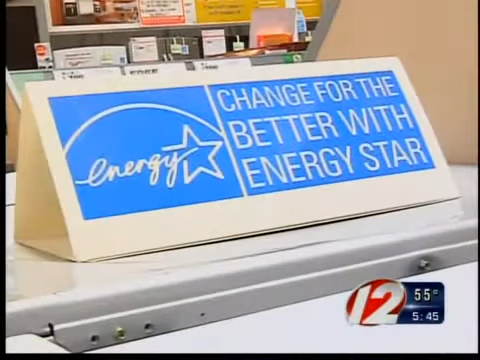 energy
CHANGE FOR THE
BETTER WITH
ENERGY STAR
12
55°
5:45